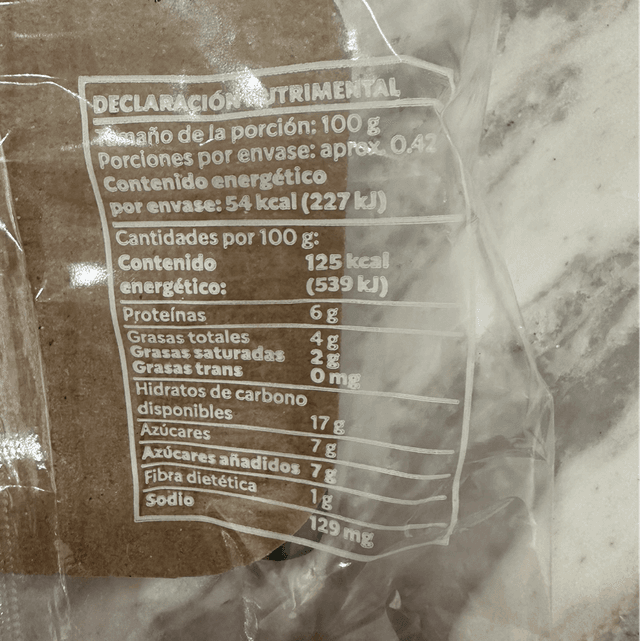 DECLARACIÓN NUTRIMENTAL
Tamaño de la porción: 100 g
Porciones por envase: aprox. 0.42
Contenido energético
por envase: 54 kcal (227 kJ)
Cantidades por 100 g:
Contenido 125 kcal
energético: (539 kJ)
Proteínas 6 g
Grasas totales 4 g
Grasas saturadas 2 g
Grasas trans 0 mg
Hidratos de carbono
disponibles 17 g
Azúcares 7 g
Azúcares añadidos 7 g
Fibra dietética 1 g
Sodio 129 mg